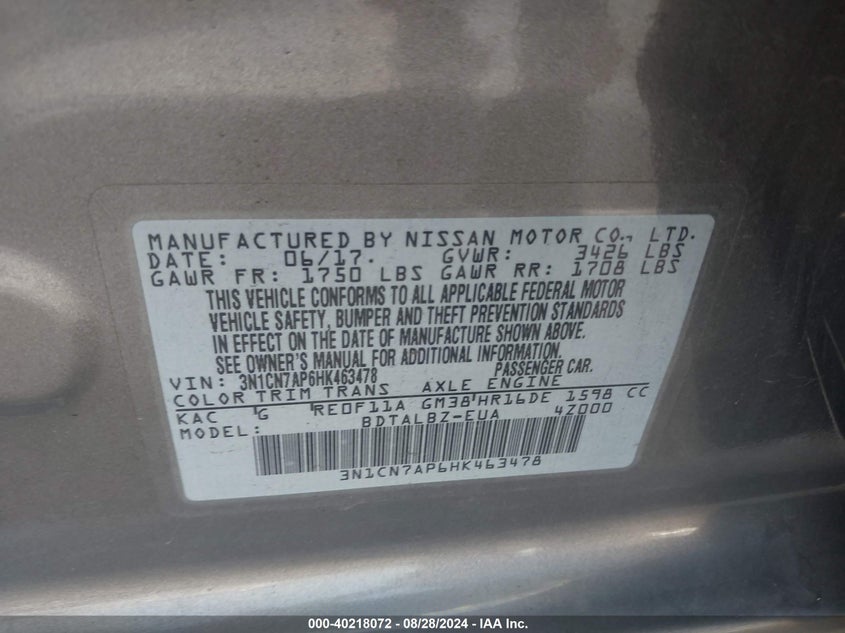 MANUFACTURED BY NISSAN MOTOR CO., LTD.
DATE: 06/17. GVWR: 3426 LBS
GAWR FR: 1750 LBS GAWR RR: 1708 LBS
THIS VEHICLE CONFORMS TO ALL APPLICABLE FEDERAL MOTOR
VEHICLE SAFETY, BUMPER AND THEFT PREVENTION STANDARDS
IN EFFECT ON THE DATE OF MANUFACTURE SHOWN ABOVE.
SEE OWNER'S MANUAL FOR ADDITIONAL INFORMATION.
VIN: 3N1CN7AP6HK463478 PASSENGER CAR.
COLOR TRIM TRANS AXLE ENGINE
KAC G RE0F11A GM38 HR16DE 1598 CC
MODEL: BDTALBZ-EUA 4Z000
3N1CN7AP6HK463478
000-40218072 - 08/28/2024 - IAA Inc.